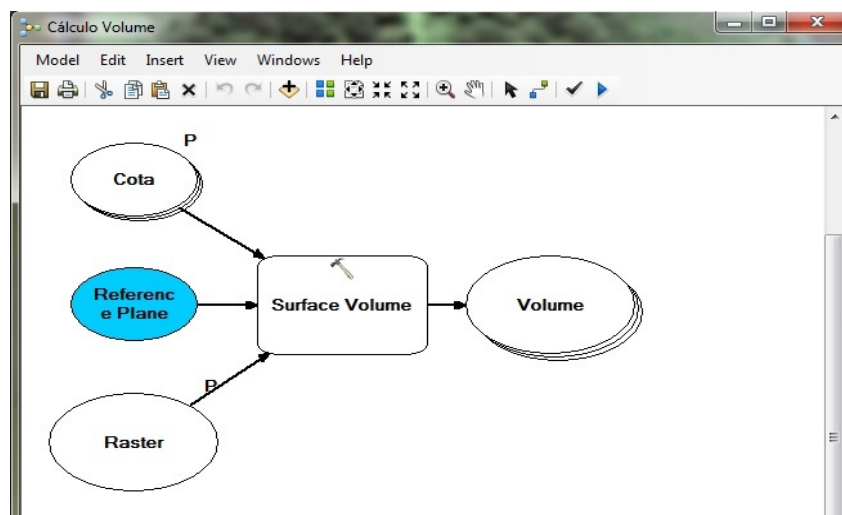 Cálculo Volume
Model Edit Insert View Windows Help
P
Cota
Referenc
e Plane
Surface Volume
Volume
P
Raster